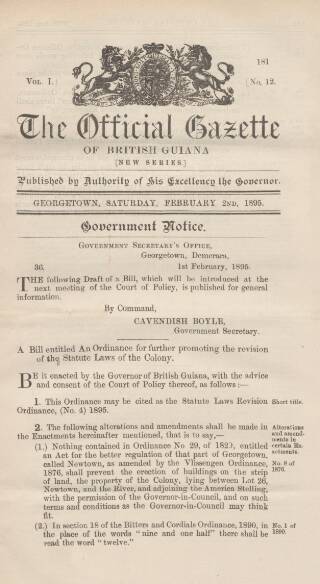 181
Vol. I.]
[No. 12.
The Official Gazette
OF BRITISH GUIANA
[NEW SERIES.]
Published by Authority of His Excellency the Governor.
GEORGETOWN, SATURDAY, FEBRUARY 2ND, 1895.
Government Notice.
Government Secretary's Office,
Georgetown, Demerara,
36. 1st February, 1895.
THE following Draft of a Bill, which will be introduced at the
next meeting of the Court of Policy, is published for general
information.
By Command,
CAVENDISH BOYLE,
Government Secretary.
A Bill entitled An Ordinance for further promoting the revision
of the Statute Laws of the Colony.
BE it enacted by the Governor of British Guiana, with the advice
and consent of the Court of Policy thereof, as follows:—
1. This Ordinance may be cited as the Statute Laws Revision
Ordinance, (No. 4) 1895.
Short title.
2. The following alterations and amendments shall be made in
the Enactments hereinafter mentioned, that is to say,—
Alterations
and amend-
ments in
certain En-
actments.
(1.) Nothing contained in Ordinance No 29, of 1829, entitled
an Act for the better regulation of that part of Georgetown,
called Newtown, as amended by the Vlissengen Ordinance,
1876, shall prevent the erection of buildings on the strip
of land, the property of the Colony, lying between Lot 26,
Newtown, and the River, and adjoining the America Stelling,
with the permission of the Governor-in-Council, and on such
terms and conditions as the Governor-in-Council may think
fit.
No. 8 of
1876.
(2.) In section 18 of the Bitters and Cordials Ordinance, 1890, in
the place of the words "nine and one half" there shall be
read the word "twelve."
No. 1 of
1890.